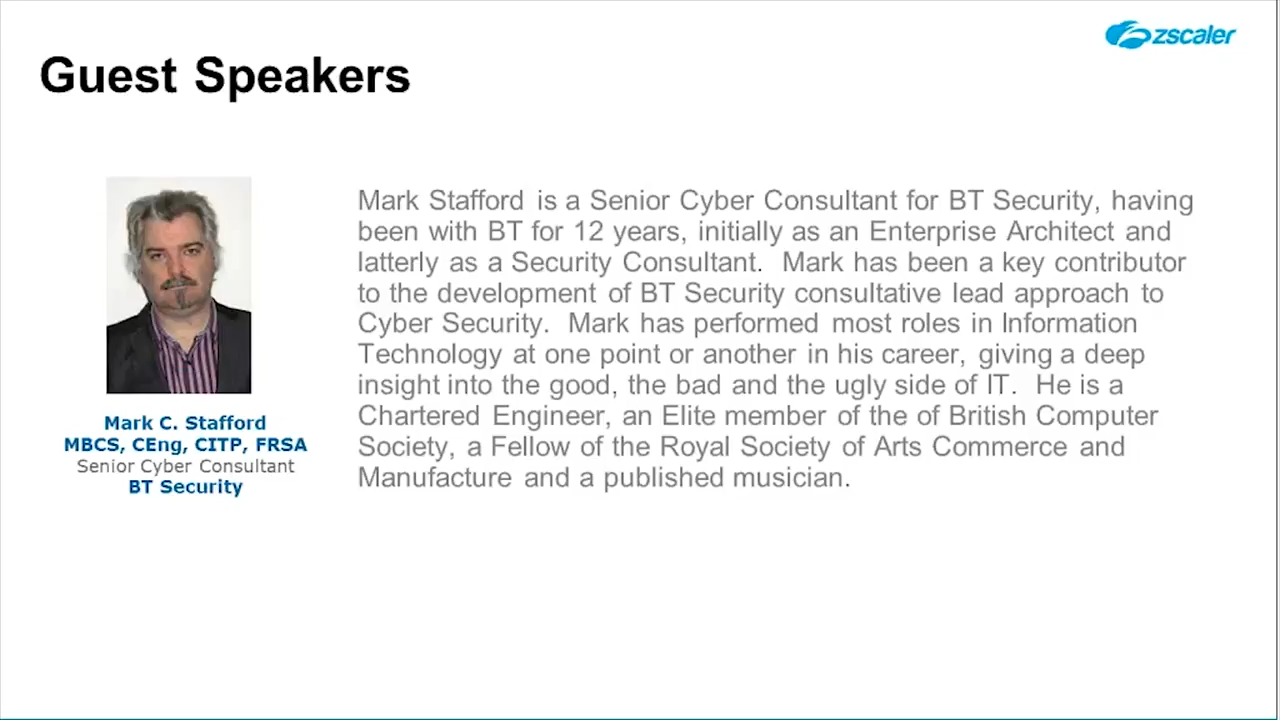 zscaler
Guest Speakers
Mark Stafford is a Senior Cyber Consultant for BT Security, having
been with BT for 12 years, initially as an Enterprise Architect and
latterly as a Security Consultant.  Mark has been a key contributor
to the development of BT Security consultative lead approach to
Cyber Security.  Mark has performed most roles in Information
Technology at one point or another in his career, giving a deep
insight into the good, the bad and the ugly side of IT.  He is a
Chartered Engineer, an Elite member of the of British Computer
Society, a Fellow of the Royal Society of Arts Commerce and
Manufacture and a published musician.
Mark C. Stafford
MBCS, CEng, CITP, FRSA
Senior Cyber Consultant
BT Security